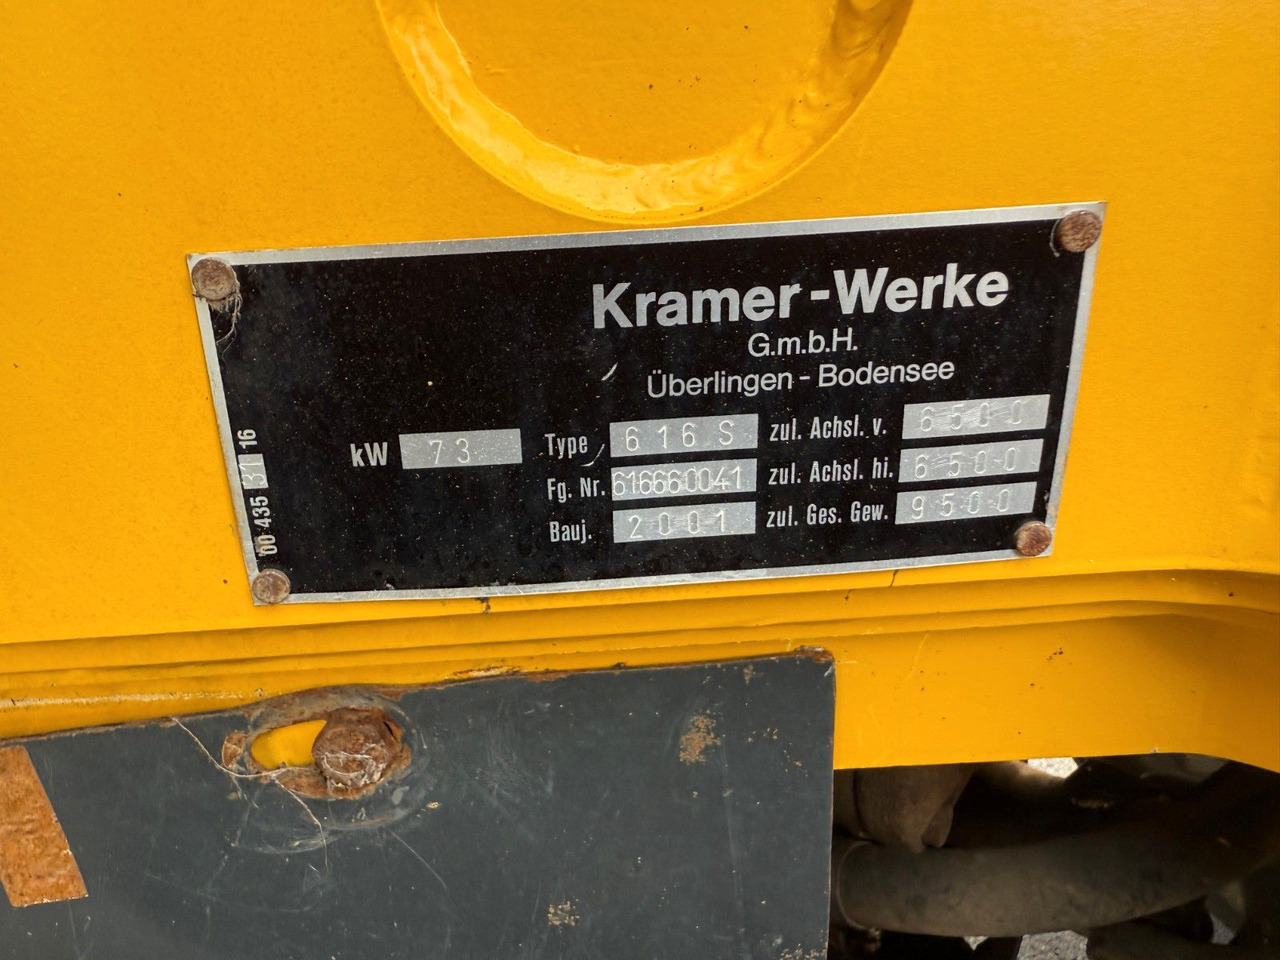 Kramer-Werke
G.m.b.H.
Überlingen - Bodensee
kW 73
Type 616 S
zul. Achsl. v. 6500
Fg. Nr. 616660041
zul. Achsl. hi. 6500
Bauj. 2001
zul. Ges. Gew. 9500
00 435 31 16